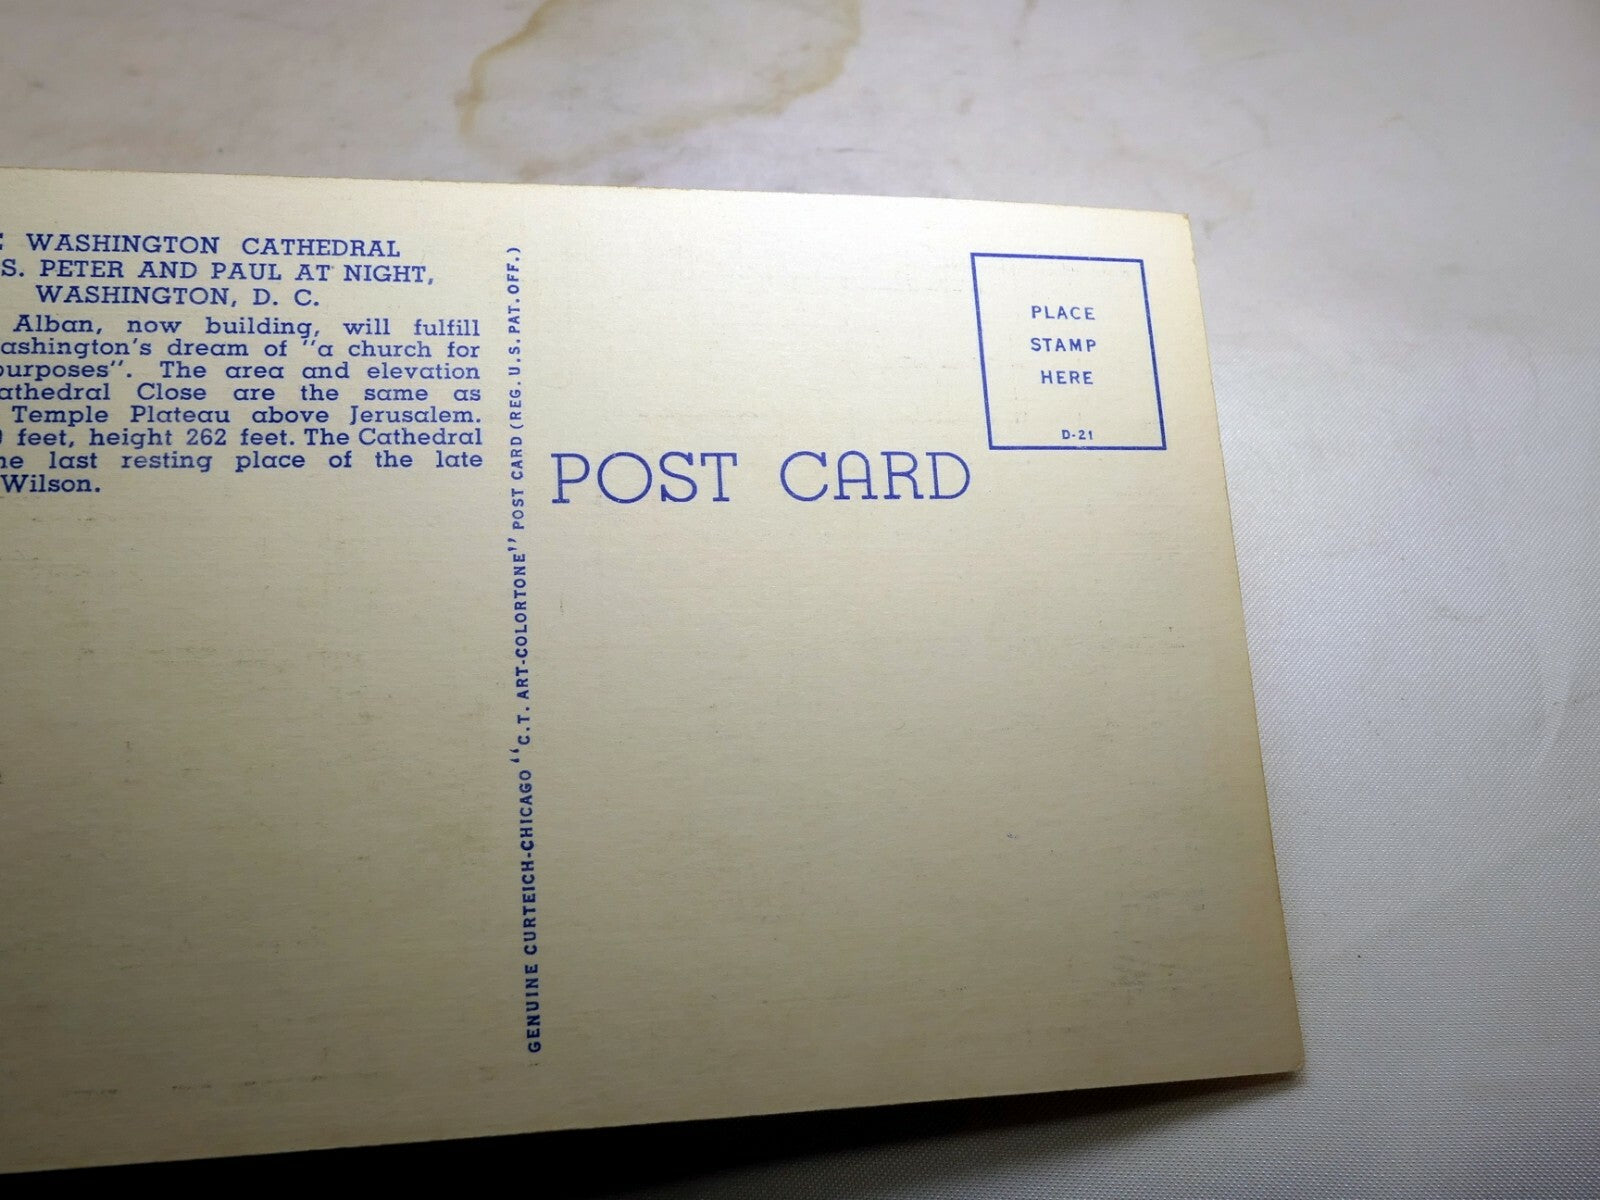 WASHINGTON CATHEDRAL
S. PETER AND PAUL AT NIGHT,
WASHINGTON, D. C.
Alban, now building, will fulfill
ashington's dream of "a church for
purposes". The area and elevation
athedral Close are the same as
Temple Plateau above Jerusalem.
feet, height 262 feet. The Cathedral
last resting place of the late
Wilson.
GENUINE CURTEICH-CHICAGO "C.T. ART-COLORTONE" POST CARD (REG. U.S. PAT. OFF.)
POST CARD
PLACE
STAMP
HERE
D-21